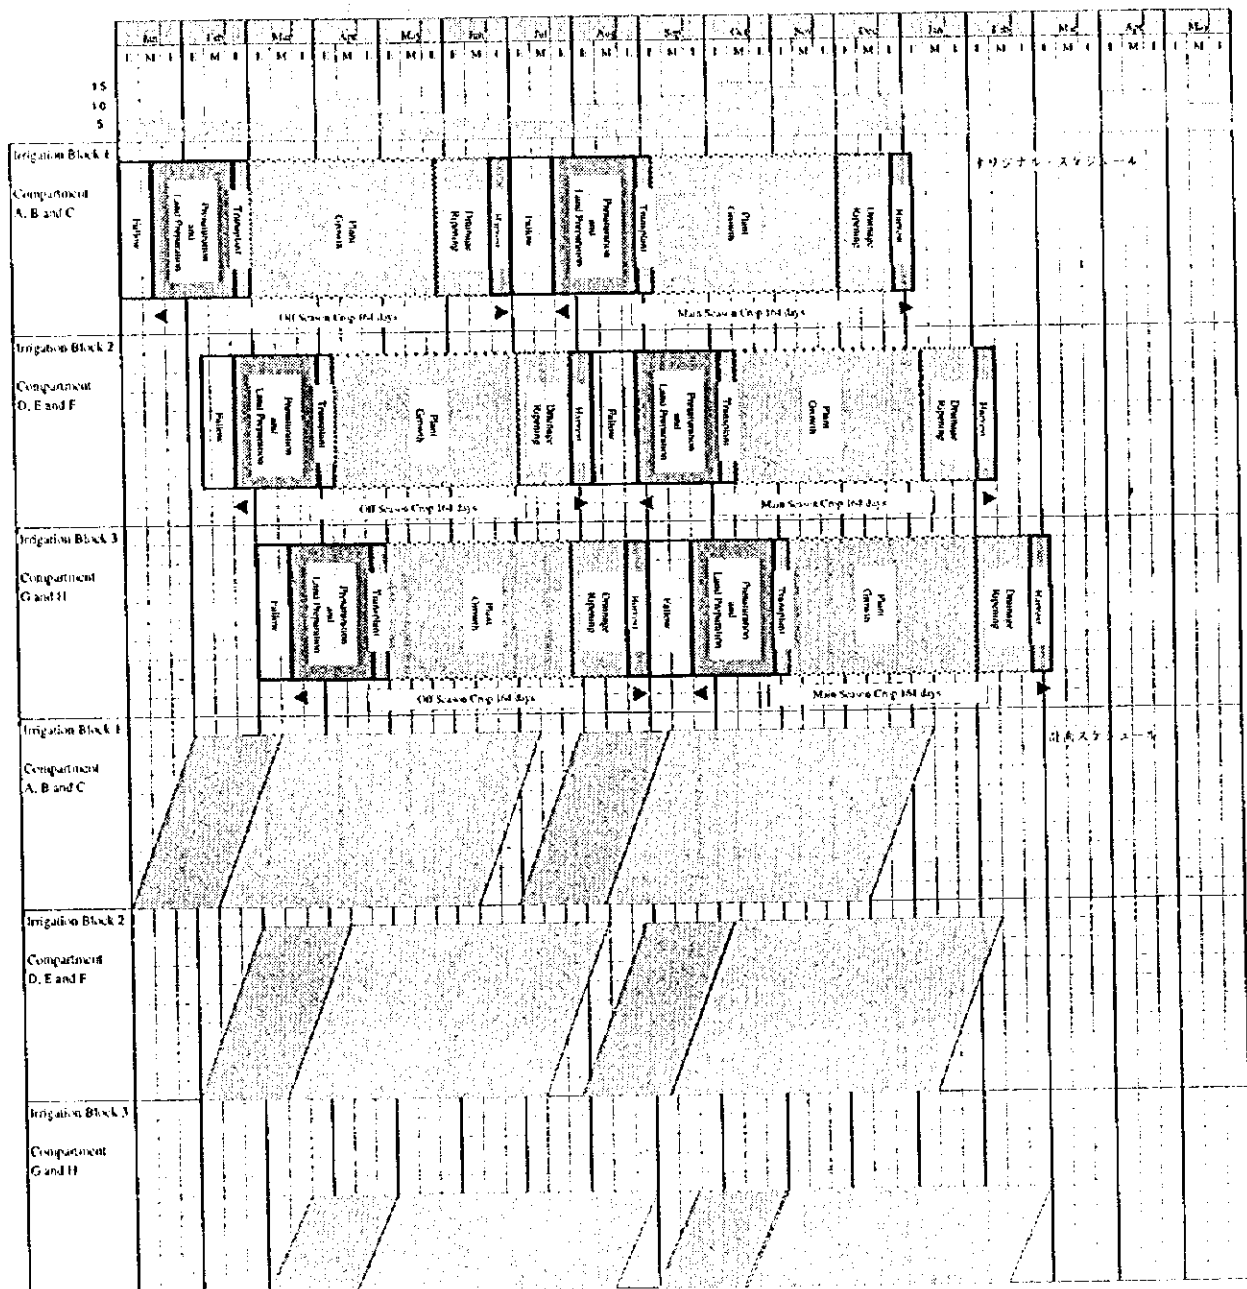 Jan Feb Mar Apr May Jun Jul Aug Sep Oct Nov Dec Jan Feb Mar Apr May
E M E E M E E M E E M E E M E E M E E M E E M E E M E E M E E M E E M E E M E E M E E M E E M E E M E
15
10
5
Irrigation Block 1
Compartment
A, B and C
Fallow
Presaturation
and
Land Preparation
Transplant
Plant
Growth
Drainage
Ripening
Harvest
Fallow
Presaturation
and
Land Preparation
Transplant
Plant
Growth
Drainage
Ripening
Harvest
オリジナル・スケジュール
Off Season Crop 164 days
Main Season Crop 164 days
Irrigation Block 2
Compartment
D, E and F
Fallow
Presaturation
and
Land Preparation
Transplant
Plant
Growth
Drainage
Ripening
Harvest
Fallow
Presaturation
and
Land Preparation
Transplant
Plant
Growth
Drainage
Ripening
Harvest
Off Season Crop 164 days
Main Season Crop 164 days
Irrigation Block 3
Compartment
G and H
Fallow
Presaturation
and
Land Preparation
Transplant
Plant
Growth
Drainage
Ripening
Harvest
Fallow
Presaturation
and
Land Preparation
Transplant
Plant
Growth
Drainage
Ripening
Harvest
Off Season Crop 164 days
Main Season Crop 164 days
Irrigation Block 1
Compartment
A, B and C
計画スケジュール
Irrigation Block 2
Compartment
D, E and F
Irrigation Block 3
Compartment
G and H